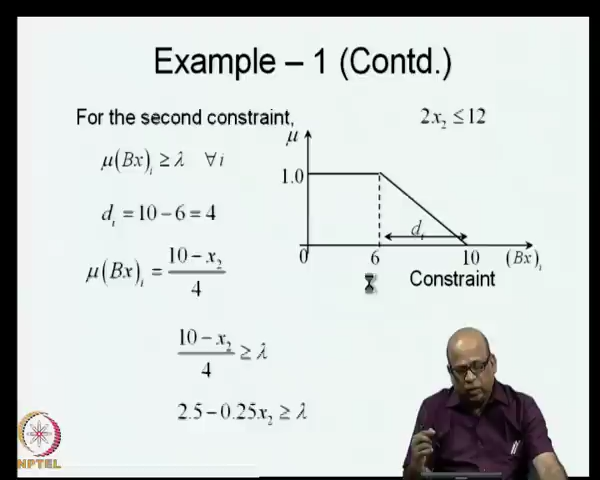 Example – 1 (Contd.)
For the second constraint,
2x₂ ≤ 12
μ(Bx)ᵢ ≥ λ ∀i
dᵢ = 10 − 6 = 4
μ(Bx)ᵢ = (10 − x₂)/4
(10 − x₂)/4 ≥ λ
2.5 − 0.25x₂ ≥ λ
μ
1.0
dᵢ
0 6 10 (Bx)ᵢ
Constraint
NPTEL